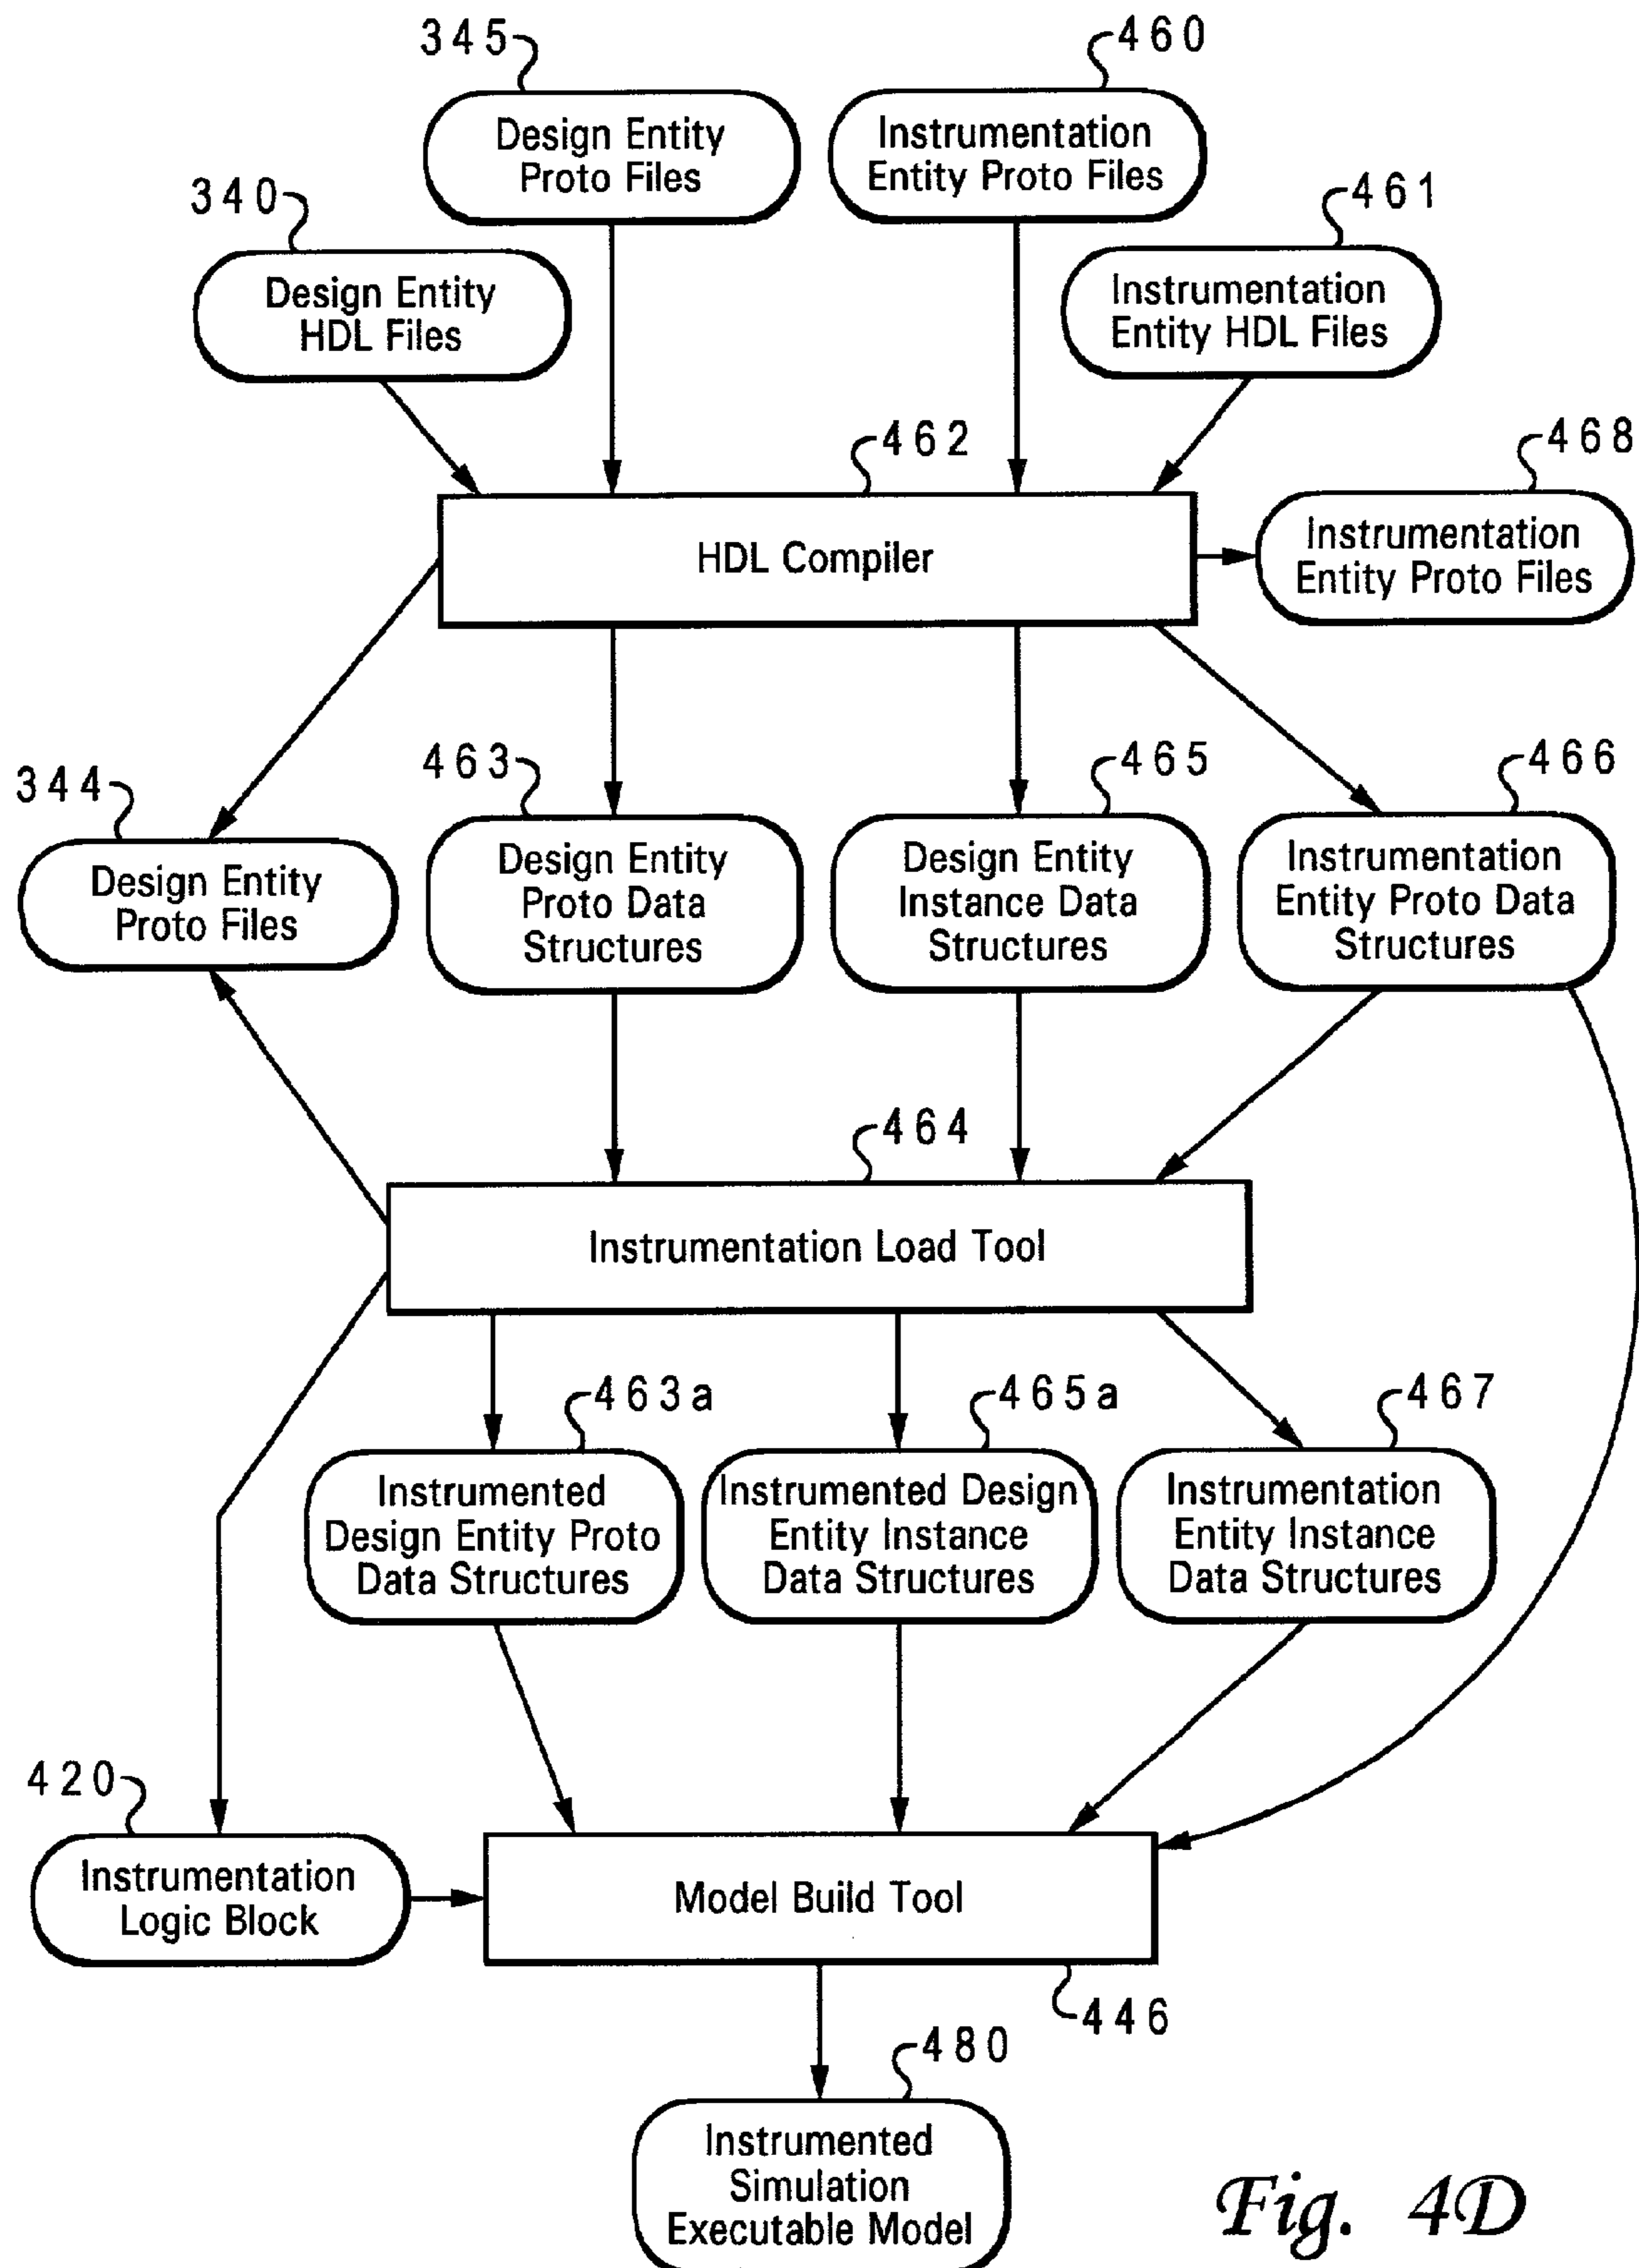 345
460
Design Entity
Proto Files
Instrumentation
Entity Proto Files
340
461
Design Entity
HDL Files
Instrumentation
Entity HDL Files
462
468
HDL Compiler
Instrumentation
Entity Proto Files
344
463
465
466
Design Entity
Proto Files
Design Entity
Proto Data
Structures
Design Entity
Instance Data
Structures
Instrumentation
Entity Proto Data
Structures
464
Instrumentation Load Tool
463a
465a
467
Instrumented
Design Entity Proto
Data Structures
Instrumented Design
Entity Instance
Data Structures
Instrumentation
Entity Instance
Data Structures
420
Instrumentation
Logic Block
Model Build Tool
446
480
Instrumented
Simulation
Executable Model
Fig. 4D